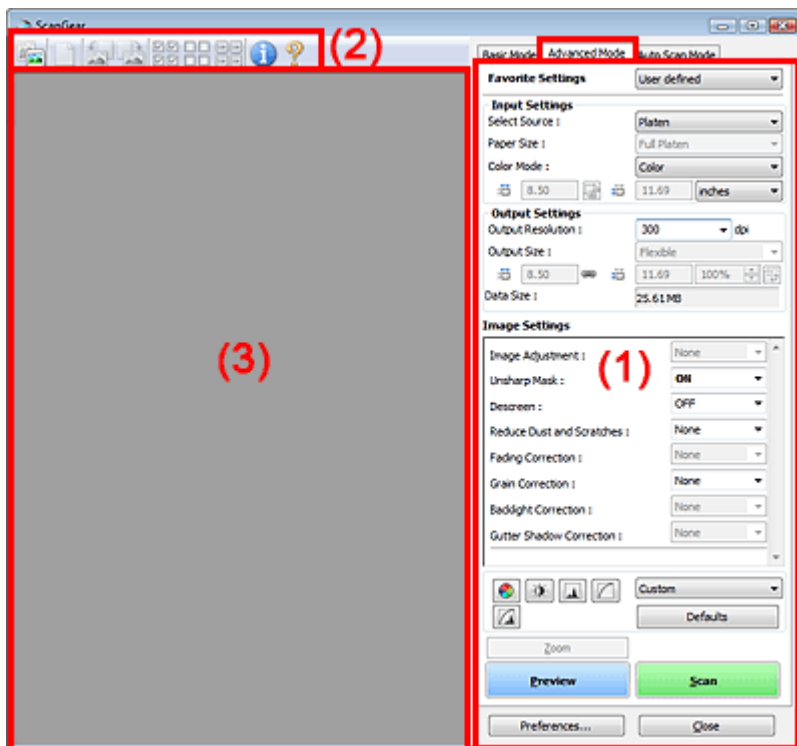 ScanGear
(2)
Basic Mode Advanced Mode Auto Scan Mode
Favorite Settings User defined
Input Settings
Select Source : Platen
Paper Size : Full Platen
Color Mode : Color
8.50 11.69 inches
Output Settings
Output Resolution : 300 dpi
Output Size : Flexible
8.50 11.69 100%
Data Size : 25.61MB
Image Settings
(3)
(1)
Image Adjustment : None
Unsharp Mask : ON
Descreen : OFF
Reduce Dust and Scratches : None
Fading Correction : None
Grain Correction : None
Backlight Correction : None
Gutter Shadow Correction : None
Custom
Defaults
Zoom
Preview Scan
Preferences... Close